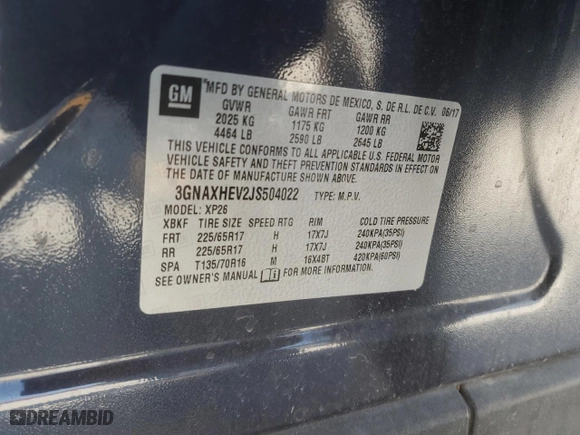 GM
*MFD BY GENERAL MOTORS DE MEXICO, S. DE R.L. DE C.V. 06/17
GVWR GAWR FRT GAWR RR
2025 KG 1175 KG 1200 KG
4464 LB 2590 LB 2645 LB
THIS VEHICLE CONFORMS TO ALL APPLICABLE U.S. FEDERAL MOTOR
VEHICLE SAFETY AND THEFT PREVENTION STANDARDS IN EFFECT ON
THE DATE OF MANUFACTURE SHOWN ABOVE.
3GNAXHEV2JS504022 TYPE: M.P.V.
MODEL: XP26
XBKF TIRE SIZE SPEED RTG RIM COLD TIRE PRESSURE
FRT 225/65R17 H 17X7J 240KPA(35PSI)
RR 225/65R17 H 17X7J 240KPA(35PSI)
SPA T135/70R16 M 16X4BT 420KPA(60PSI)
SEE OWNER'S MANUAL i FOR MORE INFORMATION.
DREAMBID